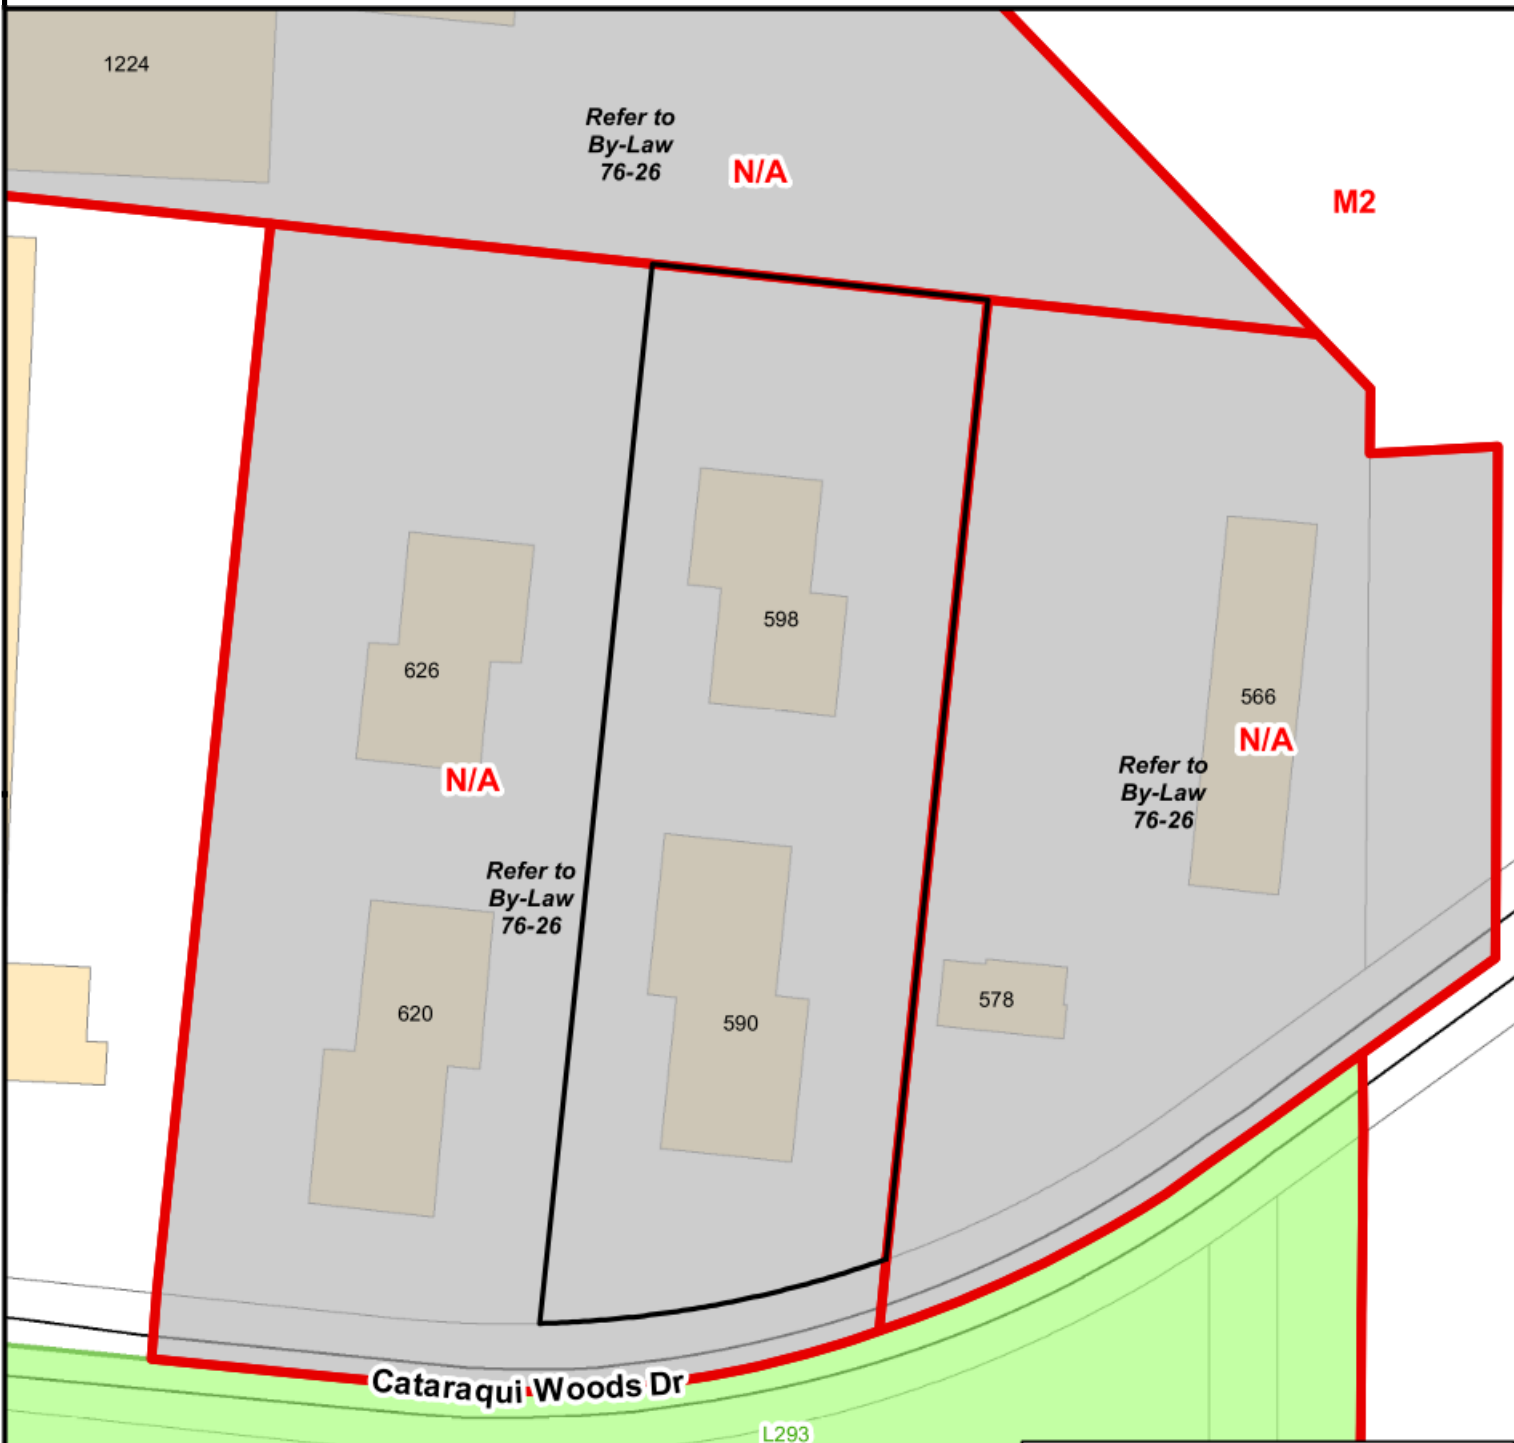 1224
Refer to
By-Law
76-26
N/A
M2
598
626
566
N/A
Refer to
By-Law
76-26
N/A
Refer to
By-Law
76-26
578
620
590
Cataraqui Woods Dr
L293